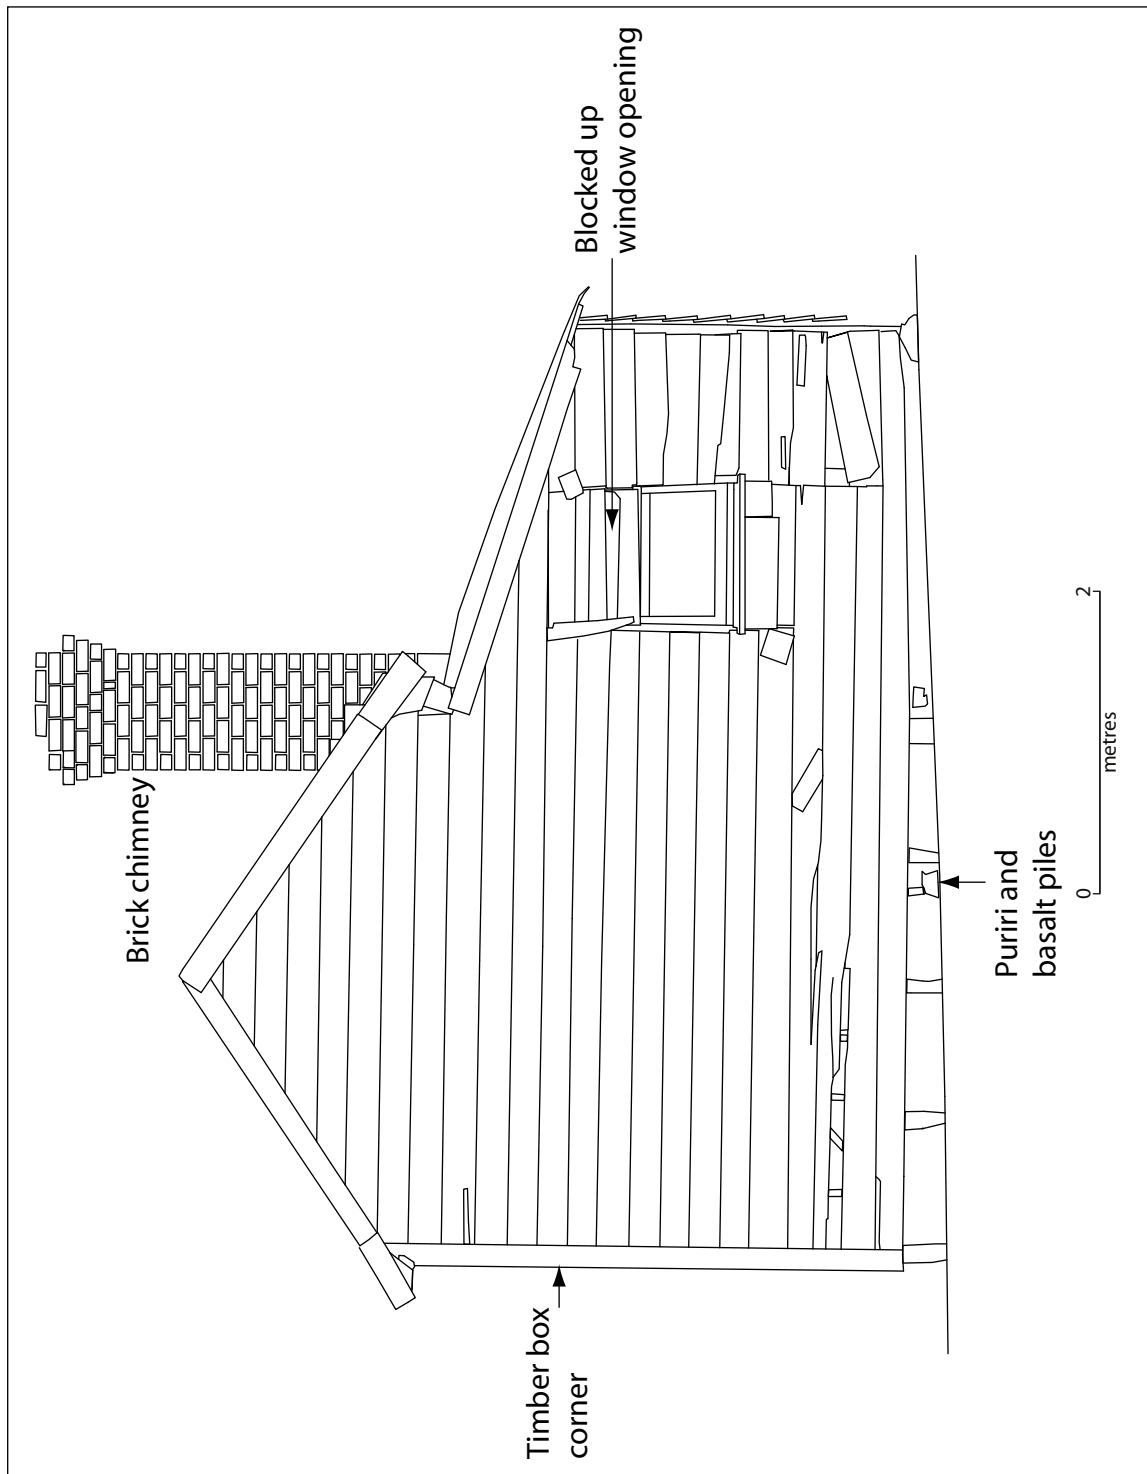 Brick chimney
Blocked up
window opening
Timber box
corner
Puriri and
basalt piles
0
2
metres